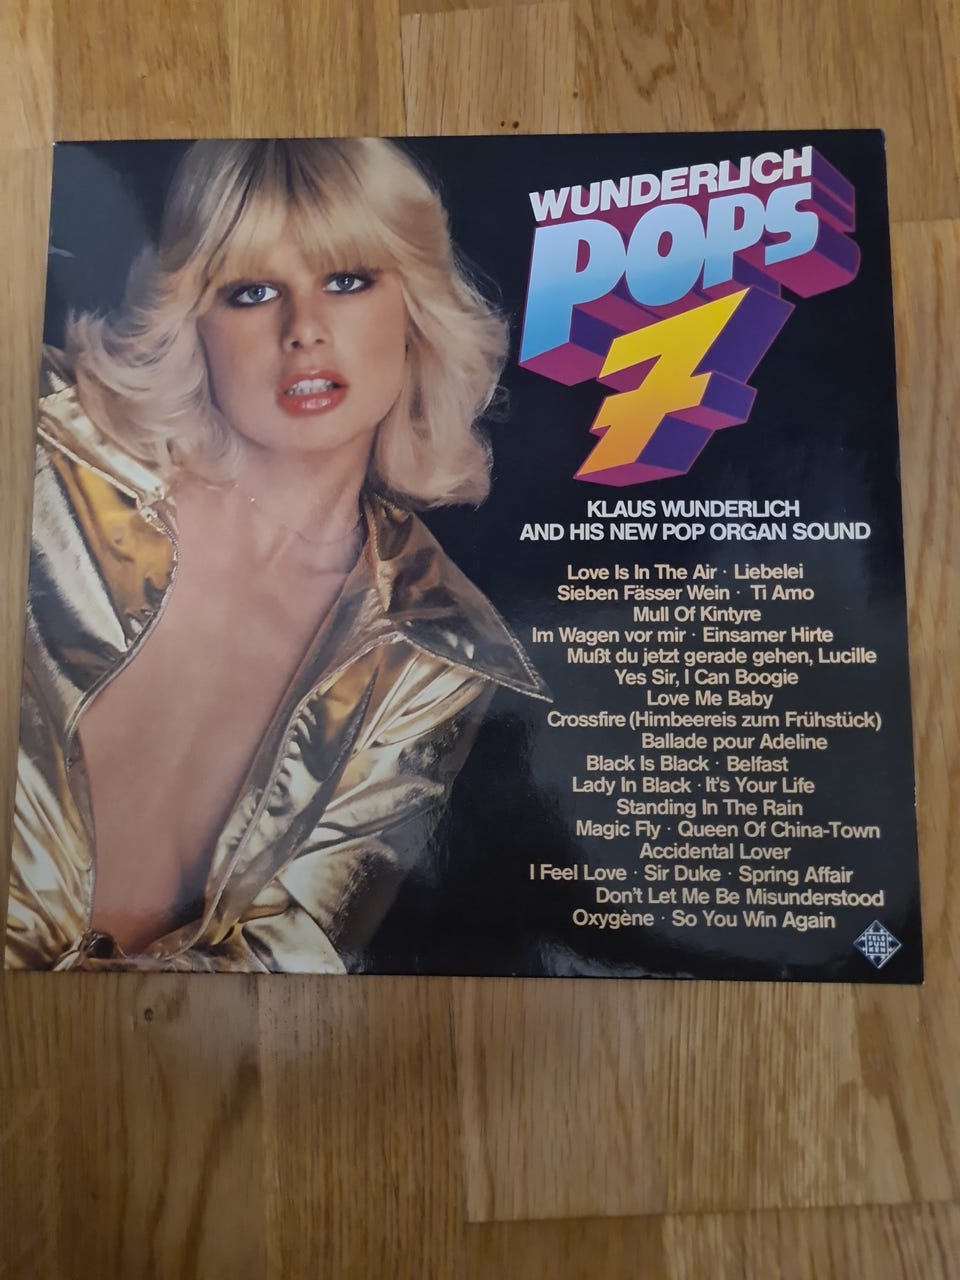 WUNDERLICH
POPS
7
KLAUS WUNDERLICH
AND HIS NEW POP ORGAN SOUND
Love Is In The Air · Liebelei
Sieben Fässer Wein · Ti Amo
Mull Of Kintyre
Im Wagen vor mir · Einsamer Hirte
Mußt du jetzt gerade gehen, Lucille
Yes Sir, I Can Boogie
Love Me Baby
Crossfire (Himbeereis zum Frühstück)
Ballade pour Adeline
Black Is Black · Belfast
Lady In Black · It's Your Life
Standing In The Rain
Magic Fly · Queen Of China-Town
Accidental Lover
I Feel Love · Sir Duke · Spring Affair
Don't Let Me Be Misunderstood
Oxygène · So You Win Again
TELE
FUN
KEN